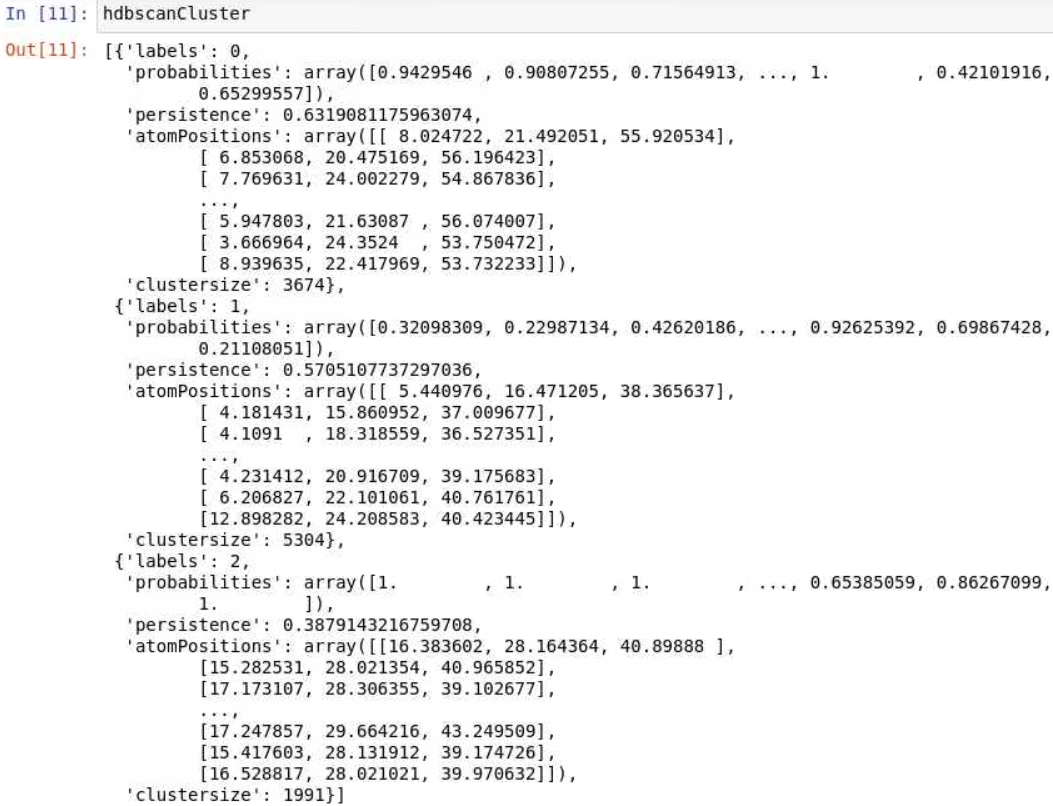 In [11]: hdbscanCluster
Out[11]: [{'labels': 0,
'probabilities': array([0.9429546 , 0.90807255, 0.71564913, ..., 1.        , 0.42101916,
0.65299557]),
'persistence': 0.6319081175963074,
'atomPositions': array([[ 8.024722, 21.492051, 55.920534],
[ 6.853068, 20.475169, 56.196423],
[ 7.769631, 24.002279, 54.867836],
...,
[ 5.947803, 21.63087 , 56.074007],
[ 3.666964, 24.3524  , 53.750472],
[ 8.939635, 22.417969, 53.732233]]),
'clustersize': 3674},
{'labels': 1,
'probabilities': array([0.32098309, 0.22987134, 0.42620186, ..., 0.92625392, 0.69867428,
0.21108051]),
'persistence': 0.5705107737297036,
'atomPositions': array([[ 5.440976, 16.471205, 38.365637],
[ 4.181431, 15.860952, 37.009677],
[ 4.1091  , 18.318559, 36.527351],
...,
[ 4.231412, 20.916709, 39.175683],
[ 6.206827, 22.101061, 40.761761],
[12.898282, 24.208583, 40.423445]]),
'clustersize': 5304},
{'labels': 2,
'probabilities': array([1.        , 1.        , 1.        , ..., 0.65385059, 0.86267099,
1.        ]),
'persistence': 0.3879143216759708,
'atomPositions': array([[16.383602, 28.164364, 40.89888 ],
[15.282531, 28.021354, 40.965852],
[17.173107, 28.306355, 39.102677],
...,
[17.247857, 29.664216, 43.249509],
[15.417603, 28.131912, 39.174726],
[16.528817, 28.021021, 39.970632]]),
'clustersize': 1991}]